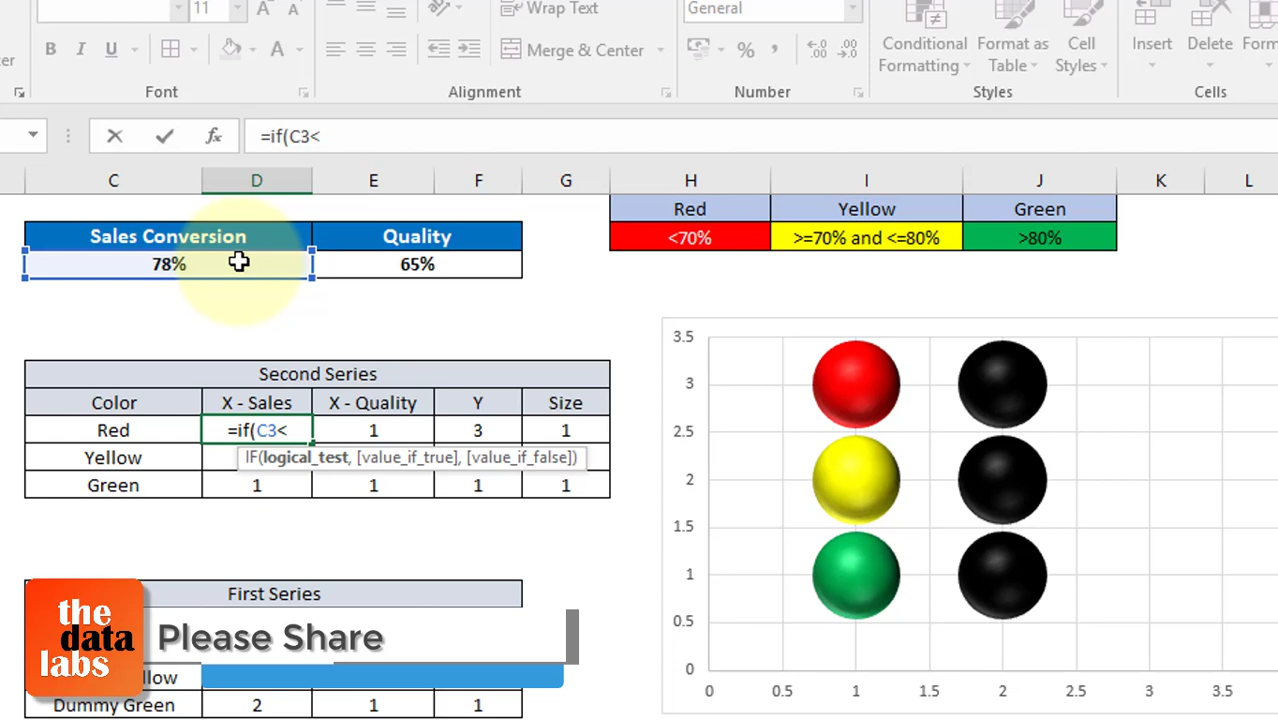 11
A
A
Wrap Text
General
B I U
A
Merge & Center
% ,
Conditional Formatting
Format as Table
Cell Styles
Insert
Delete
Form
Font
Alignment
Number
Styles
Cells
fx
=if(C3<
C D E F G H I J K L
Red Yellow Green
<70% >=70% and <=80% >80%
Sales Conversion Quality
78% 65%
Second Series
Color X - Sales X - Quality Y Size
Red =if(C3< 1 3 1
Yellow
IF(logical_test, [value_if_true], [value_if_false])
Green 1 1 1 1
3.5
3
2.5
2
1.5
1
0.5
0
0 0.5 1 1.5 2 2.5 3 3.5
First Series
the
data
labs
Please Share
Dummy Green 2 1 1